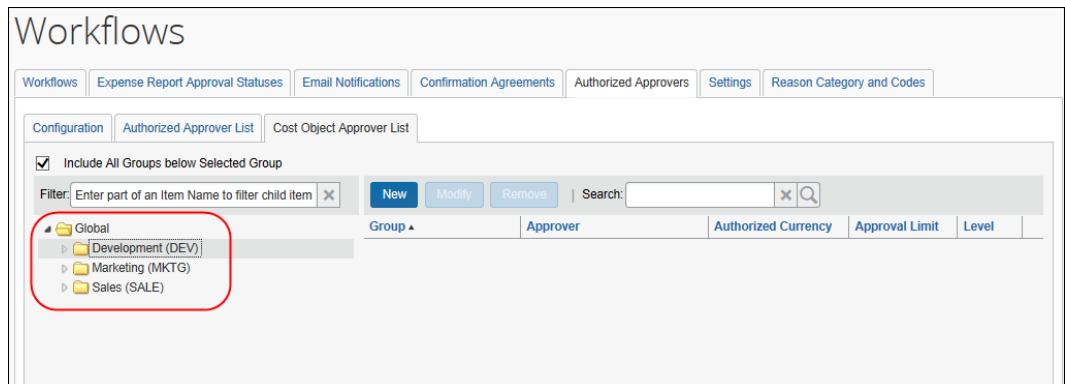 Workflows
Workflows Expense Report Approval Statuses Email Notifications Confirmation Agreements Authorized Approvers Settings Reason Category and Codes
Configuration Authorized Approver List Cost Object Approver List
Include All Groups below Selected Group
Filter: Enter part of an Item Name to filter child item New Modify Remove | Search:
Global Group Approver Authorized Currency Approval Limit Level
Development (DEV)
Marketing (MKTG)
Sales (SALE)